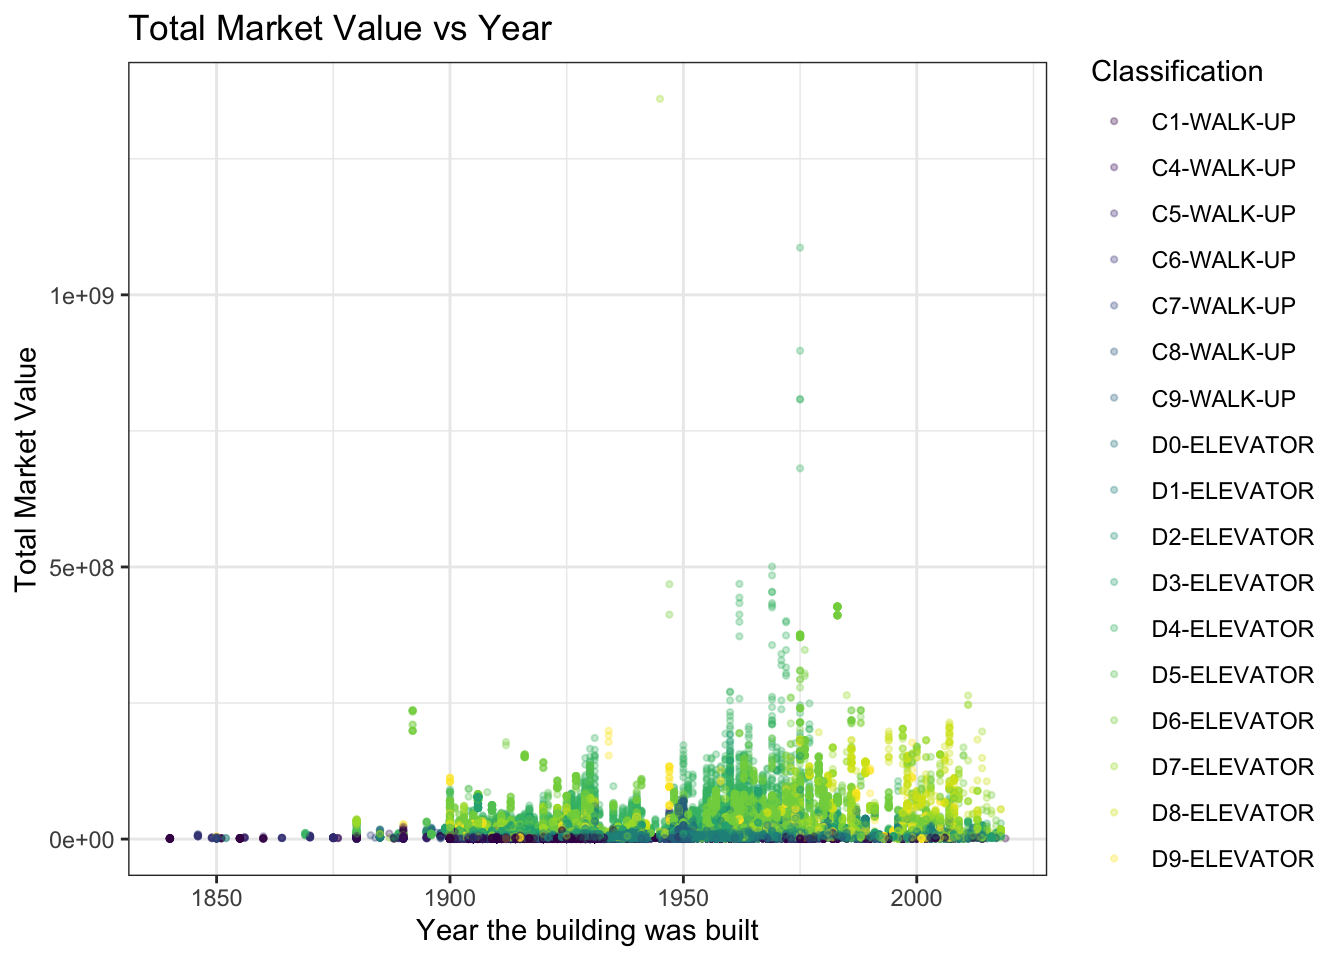 Total Market Value vs Year
Total Market Value
1e+09
5e+08
0e+00
1850
1900
1950
2000
Year the building was built
Classification
C1-WALK-UP
C4-WALK-UP
C5-WALK-UP
C6-WALK-UP
C7-WALK-UP
C8-WALK-UP
C9-WALK-UP
D0-ELEVATOR
D1-ELEVATOR
D2-ELEVATOR
D3-ELEVATOR
D4-ELEVATOR
D5-ELEVATOR
D6-ELEVATOR
D7-ELEVATOR
D8-ELEVATOR
D9-ELEVATOR